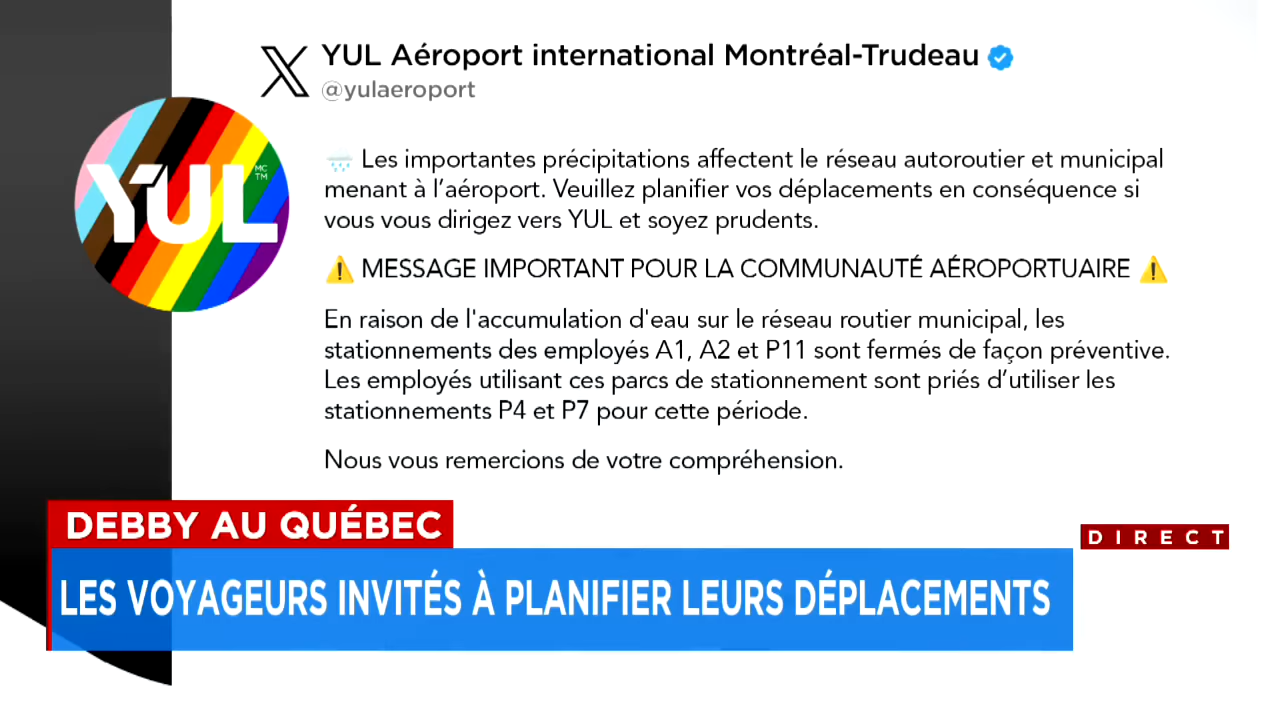 YUL Aéroport international Montréal-Trudeau
@yulaeroport
YUL
MC
TM
🌧️ Les importantes précipitations affectent le réseau autoroutier et municipal
menant à l’aéroport. Veuillez planifier vos déplacements en conséquence si
vous vous dirigez vers YUL et soyez prudents.
⚠️ MESSAGE IMPORTANT POUR LA COMMUNAUTÉ AÉROPORTUAIRE ⚠️
En raison de l'accumulation d'eau sur le réseau routier municipal, les
stationnements des employés A1, A2 et P11 sont fermés de façon préventive.
Les employés utilisant ces parcs de stationnement sont priés d’utiliser les
stationnements P4 et P7 pour cette période.
Nous vous remercions de votre compréhension.
DEBBY AU QUÉBEC
DIRECT
LES VOYAGEURS INVITÉS À PLANIFIER LEURS DÉPLACEMENTS